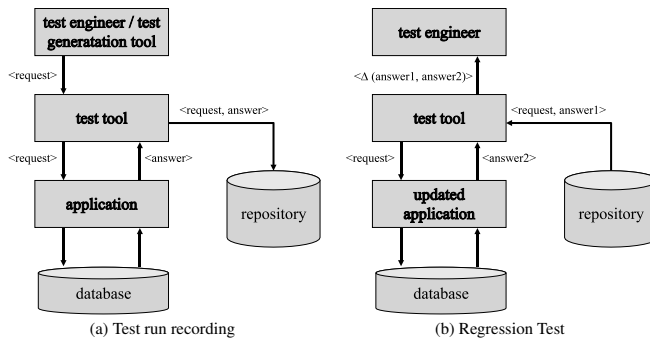 test engineer / test
generatation tool
<request>
test tool
<request, answer>
<request>
<answer>
application
repository
database
(a) Test run recording
test engineer
<Δ (answer1, answer2)>
test tool
<request, answer1>
<request>
<answer2>
updated
application
repository
database
(b) Regression Test